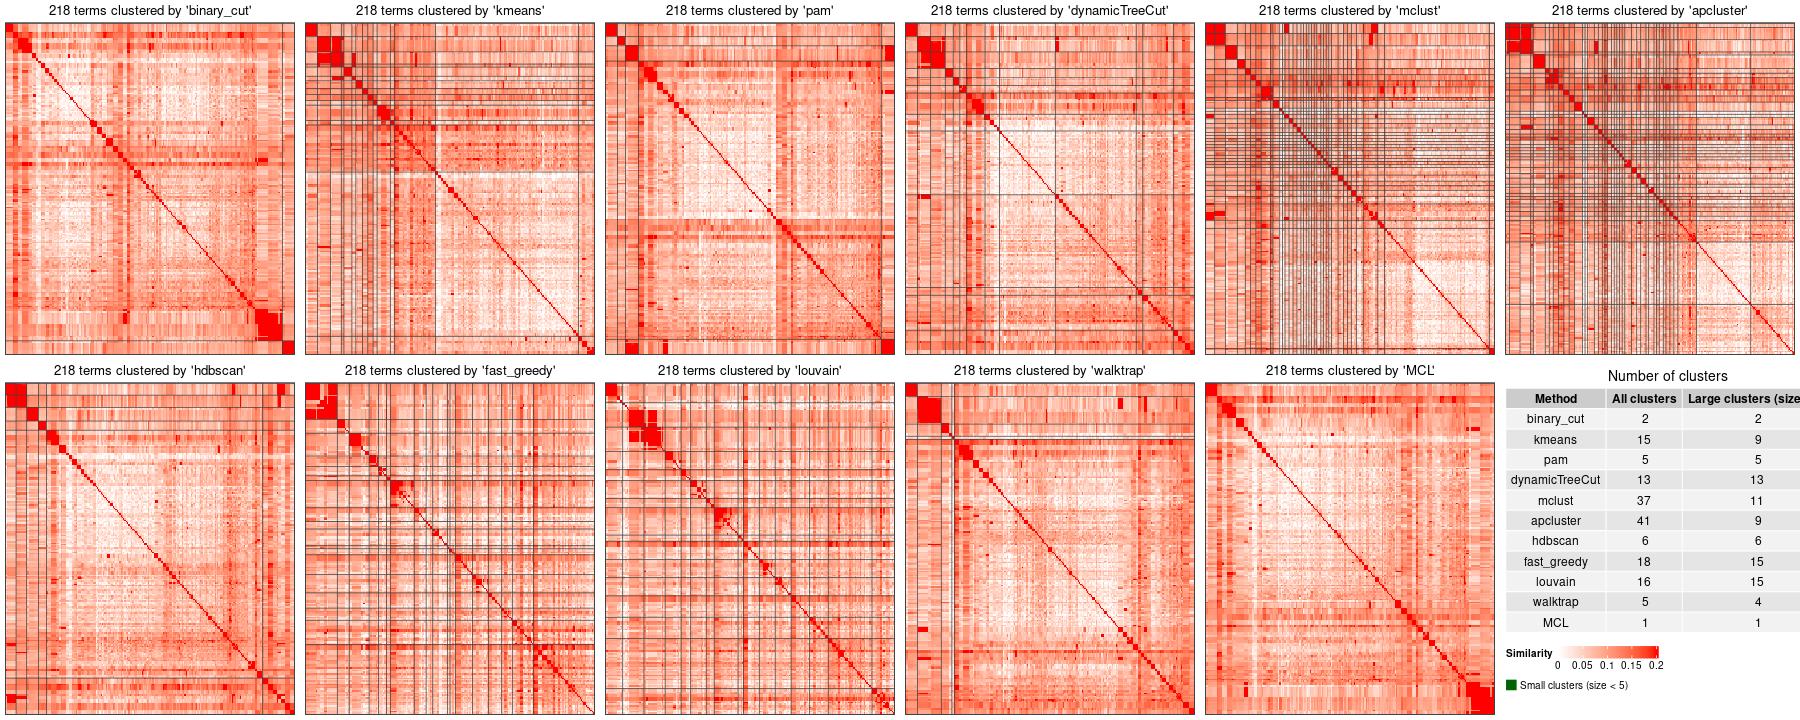 218 terms clustered by 'binary_cut'
218 terms clustered by 'kmeans'
218 terms clustered by 'pam'
218 terms clustered by 'dynamicTreeCut'
218 terms clustered by 'mclust'
218 terms clustered by 'apcluster'
218 terms clustered by 'hdbscan'
218 terms clustered by 'fast_greedy'
218 terms clustered by 'louvain'
218 terms clustered by 'walktrap'
218 terms clustered by 'MCL'
Number of clusters
Method All clusters Large clusters (size
binary_cut 2 2
kmeans 15 9
pam 5 5
dynamicTreeCut 13 13
mclust 37 11
apcluster 41 9
hdbscan 6 6
fast_greedy 18 15
louvain 16 15
walktrap 5 4
MCL 1 1
Similarity
0 0.05 0.1 0.15 0.2
Small clusters (size < 5)